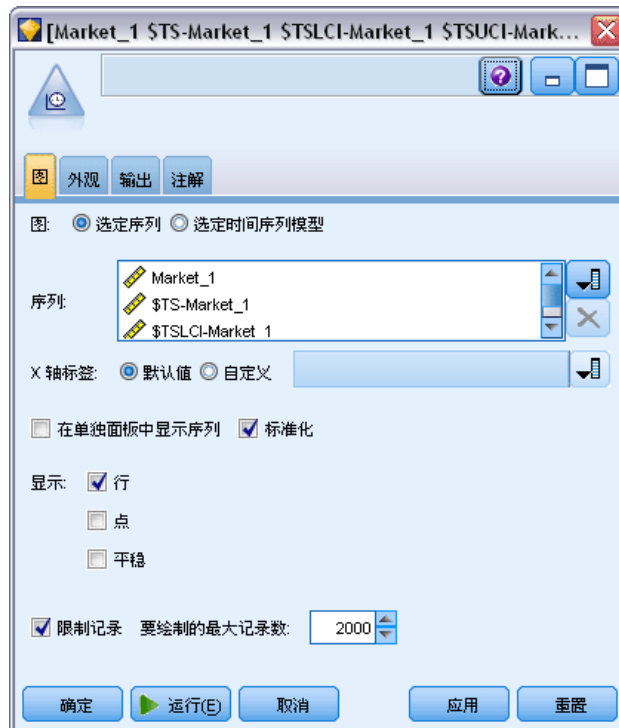 [Market_1 $TS-Market_1 $TSLCI-Market_1 $TSUCI-Mark...
图 外观 输出 注解
图: 选定序列 选定时间序列模型
序列:
Market_1
$TS-Market_1
$TSLCI-Market_1
X 轴标签: 默认值 自定义
在单独面板中显示序列 标准化
显示: 行
点
平稳
限制记录 要绘制的最大记录数: 2000
确定 运行(E) 取消 应用 重置